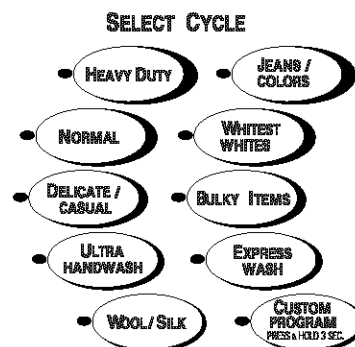 SELECT CYCLE
HEAVY DUTY
JEANS /
COLORS
NORMAL
WHITEST
WHITES
DELICATE /
CASUAL
BULKY ITEMS
ULTRA
HANDWASH
EXPRESS
WASH
WOOL / SILK
CUSTOM
PROGRAM
PRESS & HOLD 3 SEC.